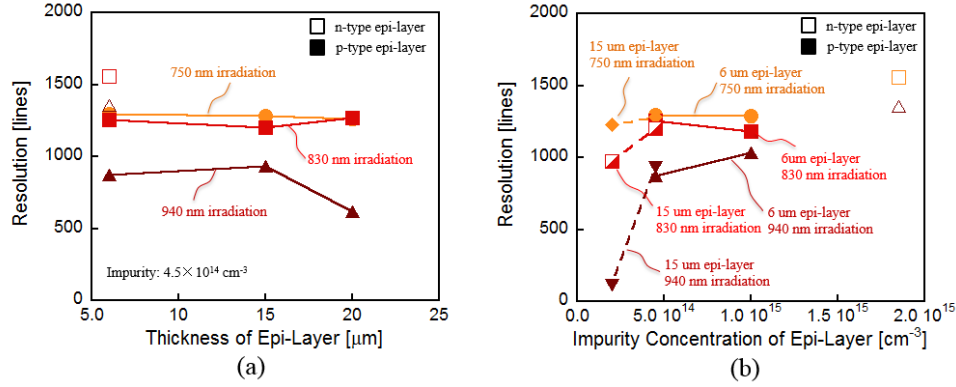 2000
1500
1000
500
0
Resolution [lines]
n-type epi-layer
p-type epi-layer
750 nm irradiation
830 nm irradiation
940 nm irradiation
Impurity: 4.5×10¹⁴ cm⁻³
5.0
10
15
20
25
Thickness of Epi-Layer [μm]
(a)
2000
1500
1000
500
0
Resolution [lines]
n-type epi-layer
p-type epi-layer
15 um epi-layer
750 nm irradiation
6 um epi-layer
750 nm irradiation
6um epi-layer
830 nm irradiation
15 um epi-layer
830 nm irradiation
6 um epi-layer
940 nm irradiation
15 um epi-layer
940 nm irradiation
0
5.0 10¹⁴
1.0 10¹⁵
1.5 10¹⁵
2.0 10¹⁵
Impurity Concentration of Epi-Layer [cm⁻³]
(b)